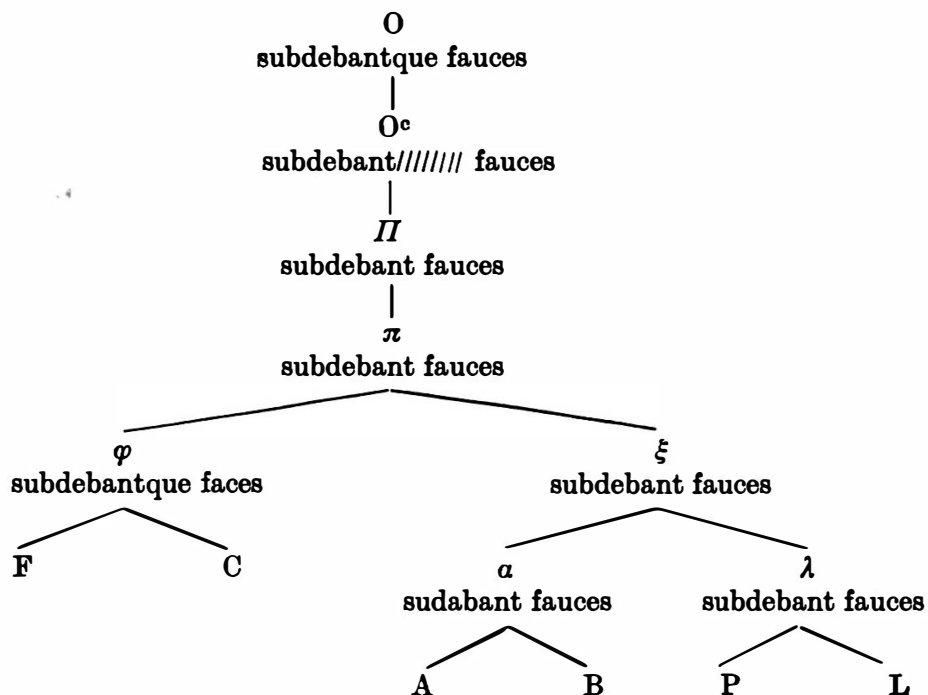 O
subdebantque fauces
Oᶜ
subdebant//////// fauces
Π
subdebant fauces
π
subdebant fauces
φ ξ
subdebantque faces subdebant fauces
F C
α λ
sudabant fauces subdebant fauces
A B P L